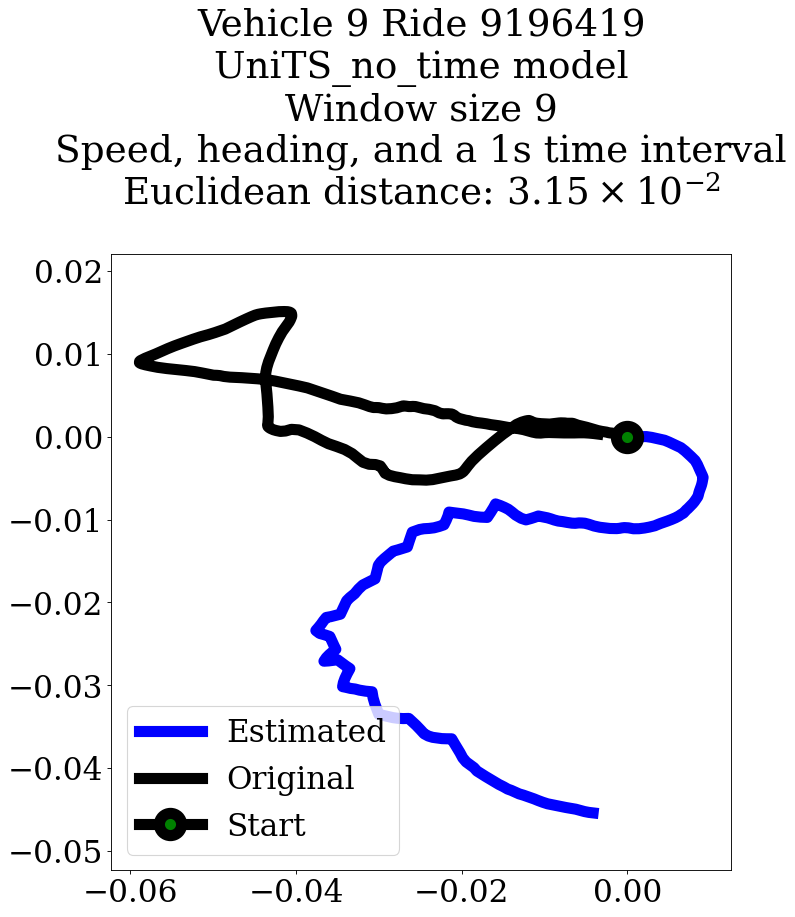 Vehicle 9 Ride 9196419
UniTS_no_time model
Window size 9
Speed, heading, and a 1s time interval
Euclidean distance: 3.15 × 10⁻²
0.02
0.01
0.00
−0.01
−0.02
−0.03
−0.04
−0.05
Estimated
Original
Start
−0.06
−0.04
−0.02
0.00